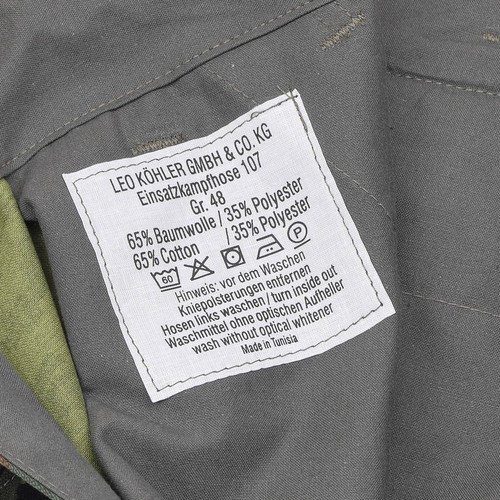 LEO KÖHLER GMBH & CO. KG
Einsatzkampfhose 107
Gr. 48
65% Baumwolle / 35% Polyester
65% Cotton / 35% Polyester
60 P
Hinweis: vor dem Waschen
Kniepolsterungen entfernen
Hosen links waschen / turn inside out
Waschmittel ohne optischen Aufheller
wash without optical whitener
Made in Tunisia